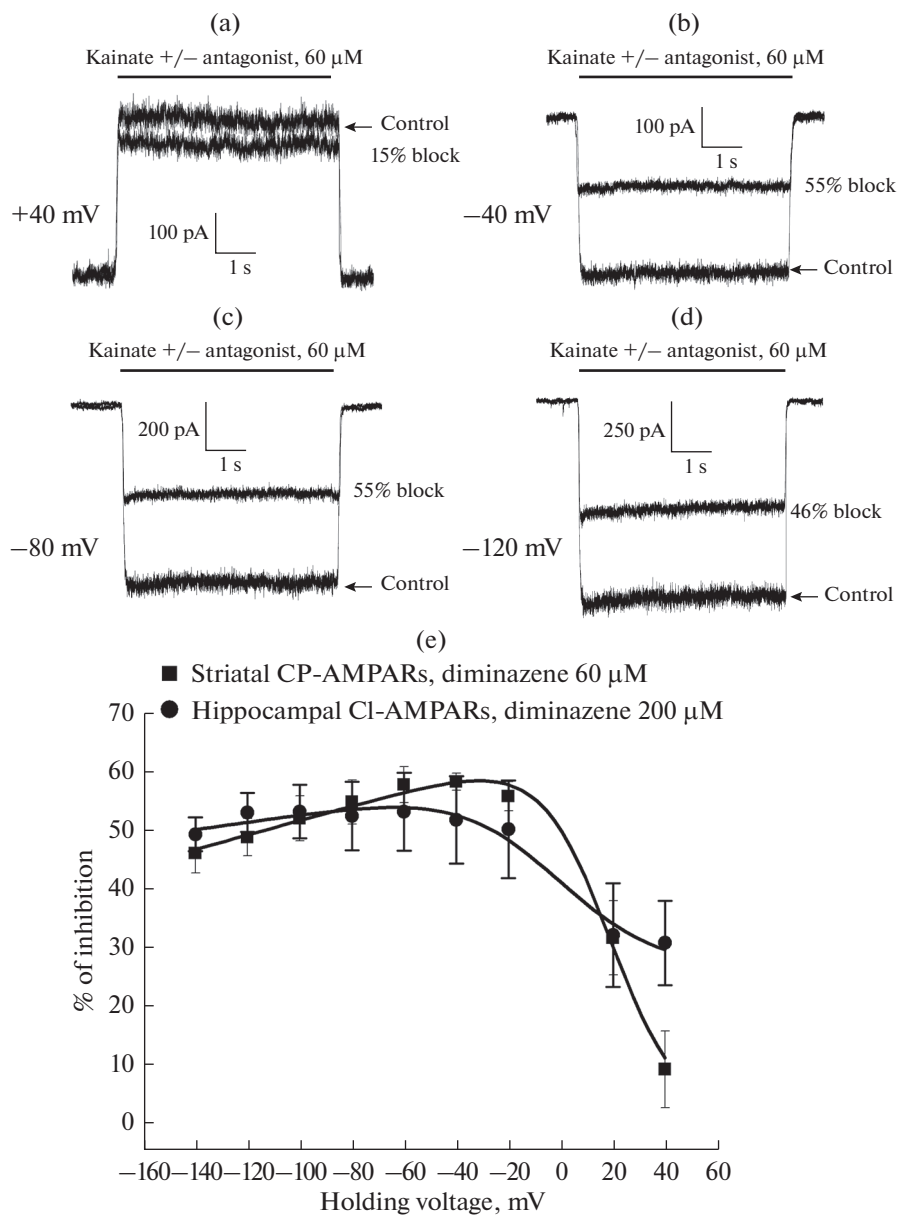 (a)
Kainate +/– antagonist, 60 μM
Control
15% block
+40 mV
100 pA
1 s
(b)
Kainate +/– antagonist, 60 μM
100 pA
1 s
55% block
−40 mV
Control
(c)
Kainate +/– antagonist, 60 μM
200 pA
1 s
55% block
−80 mV
Control
(d)
Kainate +/– antagonist, 60 μM
250 pA
1 s
46% block
−120 mV
Control
(e)
Striatal CP-AMPARs, diminazene 60 μM
Hippocampal Cl-AMPARs, diminazene 200 μM
70
60
50
40
30
20
10
0
% of inhibition
−160 −140 −120 −100 −80 −60 −40 −20 0 20 40 60
Holding voltage, mV